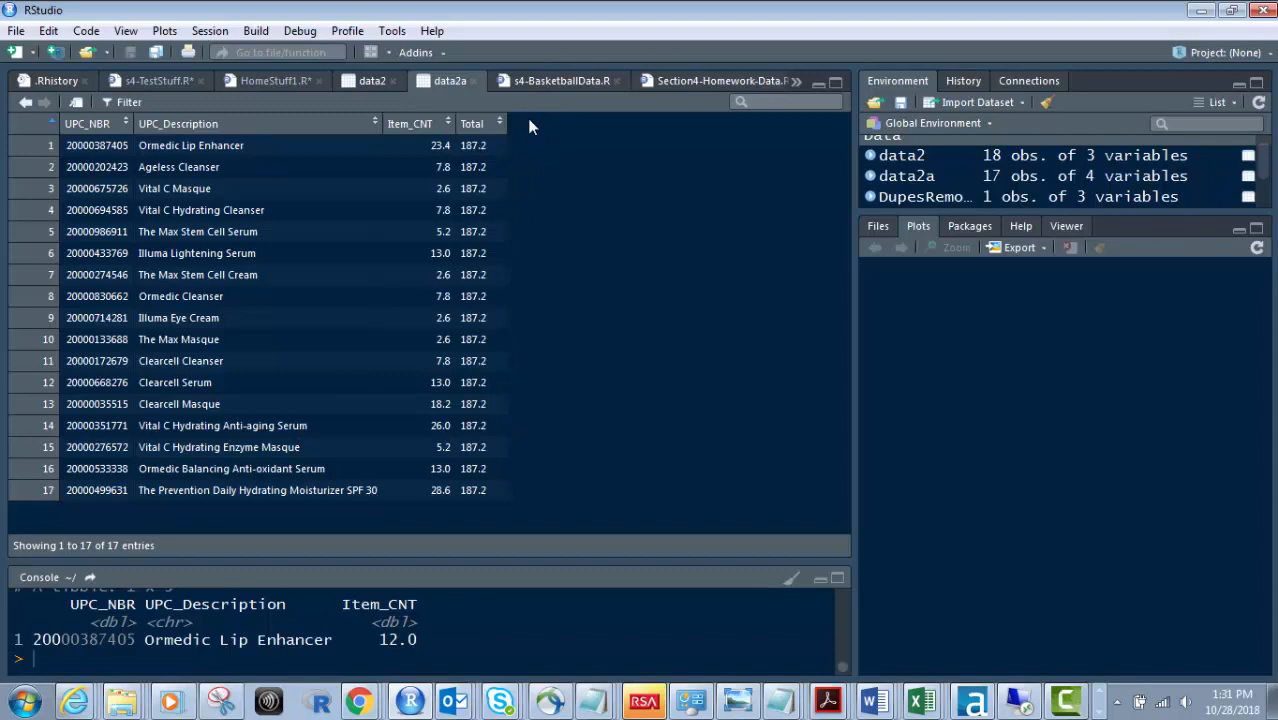 RStudio
File Edit Code View Plots Session Build Debug Profile Tools Help
Go to file/function Addins Project: (None)
.Rhistory s4-TestStuff.R* HomeStuff1.R* data2 data2a s4-BasketballData.R Section4-Homework-Data.R
Filter
UPC_NBR UPC_Description Item_CNT Total
1 20000387405 Ormedic Lip Enhancer 23.4 187.2
2 20000202423 Ageless Cleanser 7.8 187.2
3 20000675726 Vital C Masque 2.6 187.2
4 20000694585 Vital C Hydrating Cleanser 7.8 187.2
5 20000986911 The Max Stem Cell Serum 5.2 187.2
6 20000433769 Illuma Lightening Serum 13.0 187.2
7 20000274546 The Max Stem Cell Cream 2.6 187.2
8 20000830662 Ormedic Cleanser 7.8 187.2
9 20000714281 Illuma Eye Cream 2.6 187.2
10 20000133688 The Max Masque 2.6 187.2
11 20000172679 Clearcell Cleanser 7.8 187.2
12 20000668276 Clearcell Serum 13.0 187.2
13 20000035515 Clearcell Masque 18.2 187.2
14 20000351771 Vital C Hydrating Anti-aging Serum 26.0 187.2
15 20000276572 Vital C Hydrating Enzyme Masque 5.2 187.2
16 20000533338 Ormedic Balancing Anti-oxidant Serum 13.0 187.2
17 20000499631 The Prevention Daily Hydrating Moisturizer SPF 30 28.6 187.2
Showing 1 to 17 of 17 entries
Console ~/
UPC_NBR UPC_Description Item_CNT
<dbl> <chr> <dbl>
1 20000387405 Ormedic Lip Enhancer 12.0
>
Environment History Connections
Import Dataset List
Global Environment
Data
data2 18 obs. of 3 variables
data2a 17 obs. of 4 variables
DupesRemo… 1 obs. of 3 variables
Files Plots Packages Help Viewer
Zoom Export
RSA
1:31 PM
10/28/2018